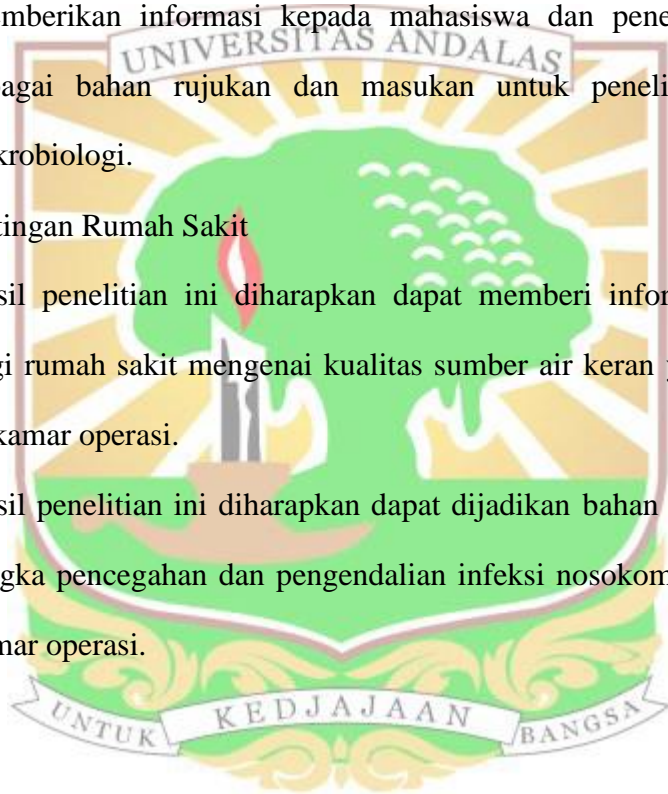 mberikan informasi kepada mahasiswa dan pene
UNIVERSITAS ANDALAS
bagai bahan rujukan dan masukan untuk peneli
krobiologi.
tingan Rumah Sakit
sil penelitian ini diharapkan dapat memberi infor
gi rumah sakit mengenai kualitas sumber air keran
kamar operasi.
sil penelitian ini diharapkan dapat dijadikan bahan
gka pencegahan dan pengendalian infeksi nosokom
mar operasi.
UNTUK KEDJAJAAN BANGSA